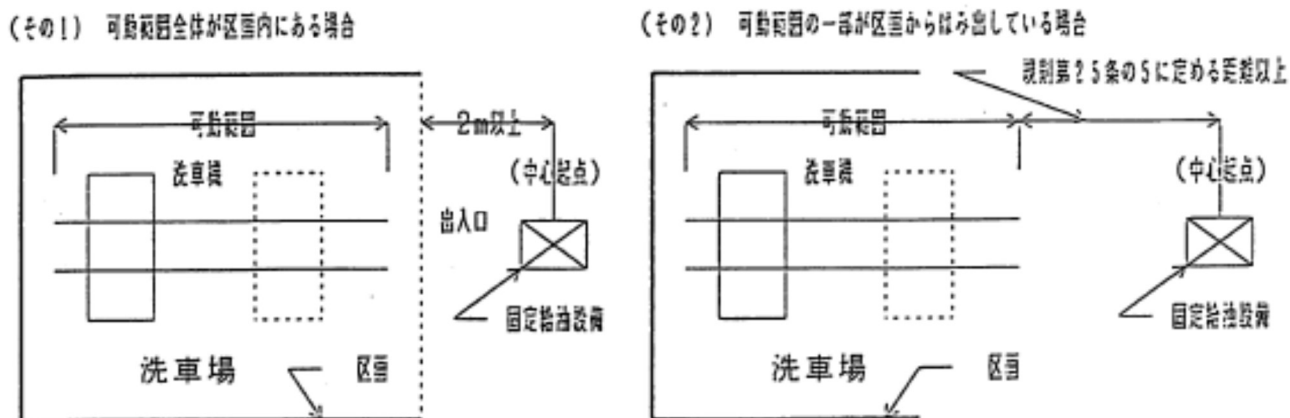 (その1) 可動範囲全体が区画内にある場合
可動範囲
2m以上
洗車機
(中心起点)
出入口
固定給油設備
洗車場
区画
(その2) 可動範囲の一部が区画からはみ出している場合
規則第25条の5に定める距離以上
可動範囲
洗車機
(中心起点)
固定給油設備
洗車場
区画